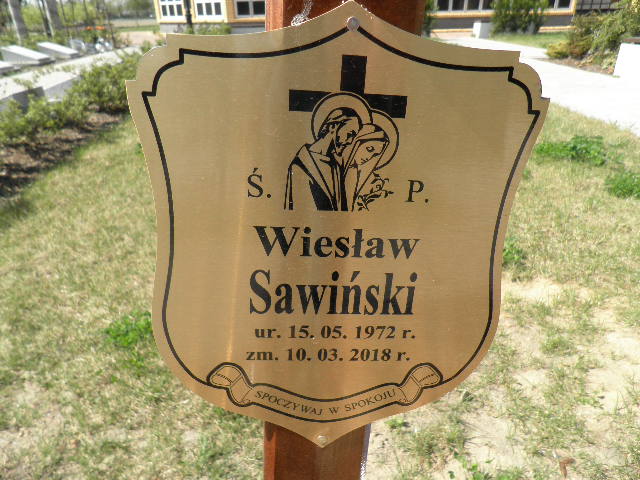 Ś. P.
Wiesław
Sawiński
ur. 15. 05. 1972 r.
zm. 10. 03. 2018 r.
SPOCZYWAJ W SPOKOJU